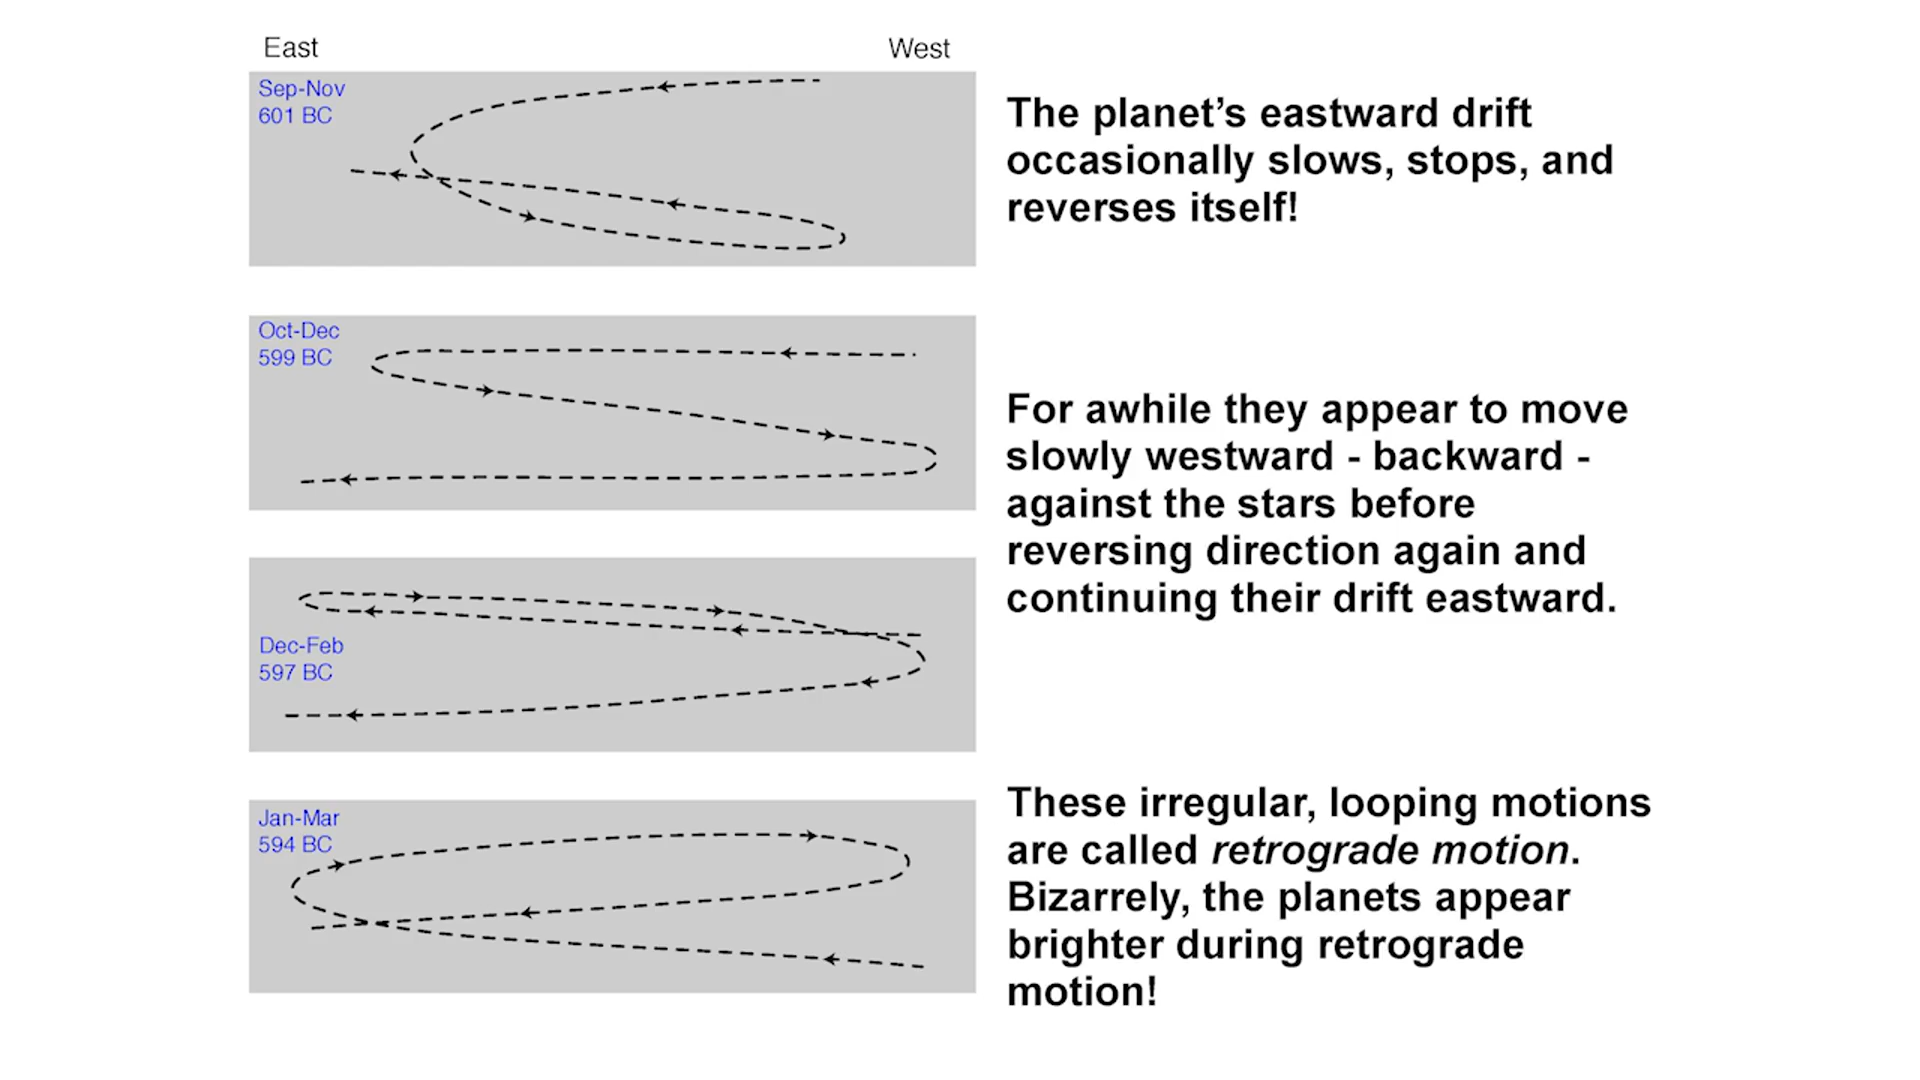 East
West
Sep-Nov
601 BC
The planet’s eastward drift
occasionally slows, stops, and
reverses itself!
Oct-Dec
599 BC
For awhile they appear to move
slowly westward - backward -
against the stars before
reversing direction again and
continuing their drift eastward.
Dec-Feb
597 BC
Jan-Mar
594 BC
These irregular, looping motions
are called retrograde motion.
Bizarrely, the planets appear
brighter during retrograde
motion!